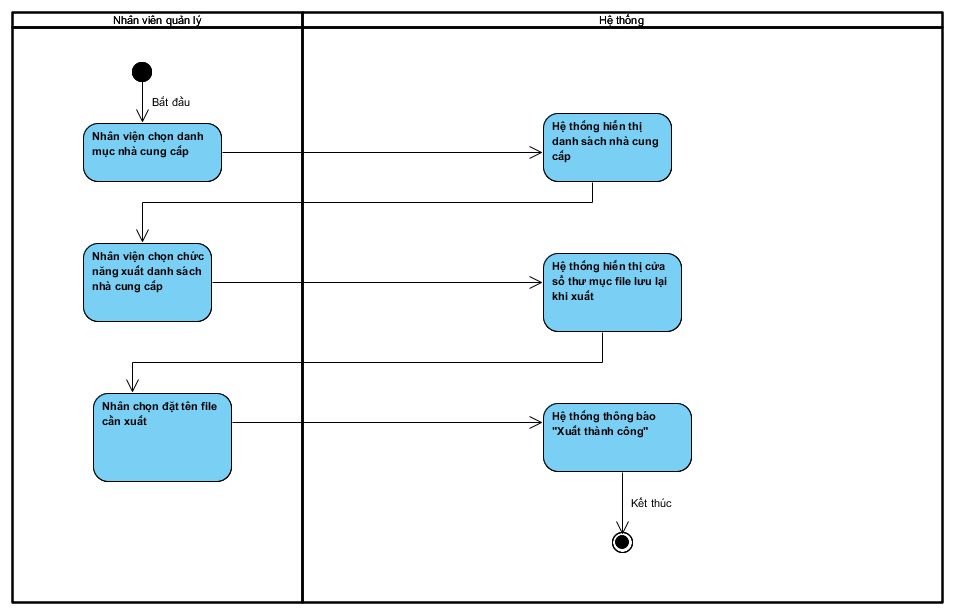 Nhân viên quản lý
Hệ thống
Bắt đầu
Nhân viện chọn danh
mục nhà cung cấp
Hệ thống hiển thị
danh sách nhà cung
cấp
Nhân viện chọn chức
năng xuất danh sách
nhà cung cấp
Hệ thống hiển thị cửa
sổ thư mục file lưu lại
khi xuất
Nhân chọn đặt tên file
cần xuất
Hệ thống thông báo
"Xuất thành công"
Kết thúc